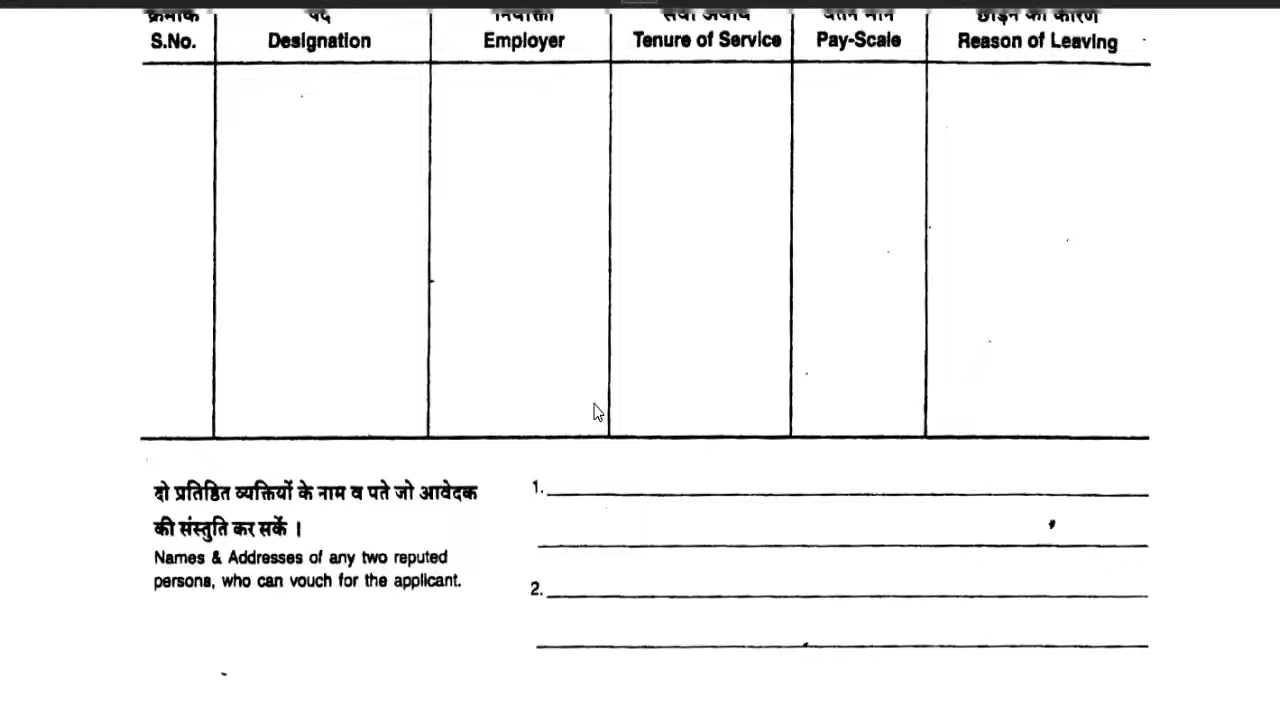 S.No. Designation Employer Tenure of Service Pay-Scale Reason of Leaving
दो प्रतिष्ठित व्यक्तियों के नाम व पते जो आवेदक
की संस्तुति कर सकें ।
Names & Addresses of any two reputed
persons, who can vouch for the applicant.
1.
2.